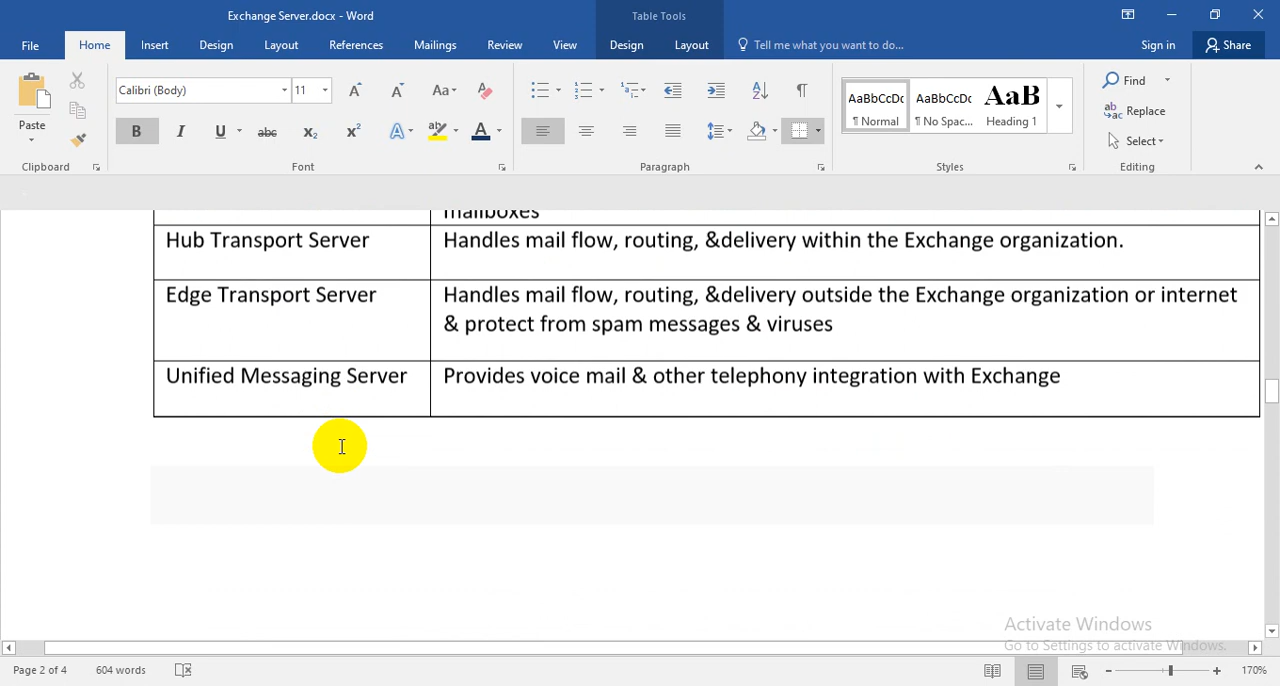 Exchange Server.docx - Word
Table Tools
File
Home
Insert
Design
Layout
References
Mailings
Review
View
Design
Layout
Tell me what you want to do...
Sign in
Share
Paste
Clipboard
Calibri (Body)
11
Aa
B
I
U
abc
X2
X2
A
A
Font
Paragraph
AaBbCcDc
¶ Normal
AaBbCcDc
¶ No Spac...
AaB
Heading 1
Styles
Find
Replace
Select
Editing
mailboxes
Hub Transport Server
Handles mail flow, routing, &delivery within the Exchange organization.
Edge Transport Server
Handles mail flow, routing, &delivery outside the Exchange organization or internet
& protect from spam messages & viruses
Unified Messaging Server
Provides voice mail & other telephony integration with Exchange
Activate Windows
Go to Settings to activate Windows.
Page 2 of 4
604 words
170%